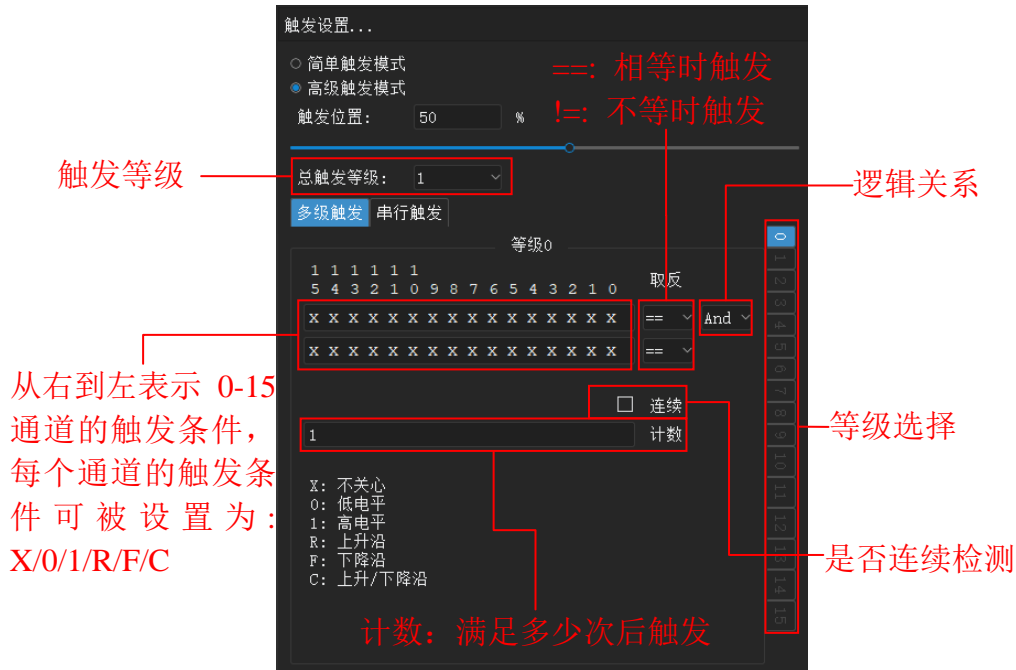 触发设置...
简单触发模式
高级触发模式
触发位置: 50 %
==: 相等时触发
!=: 不等时触发
触发等级
总触发等级: 1
逻辑关系
多级触发 串行触发
等级0
1 1 1 1 1 1
5 4 3 2 1 0 9 8 7 6 5 4 3 2 1 0
取反
X X X X X X X X X X X X X X X X == And
X X X X X X X X X X X X X X X X ==
从右到左表示 0-15
通道的触发条件，
每个通道的触发条
件可被设置为:
X/0/1/R/F/C
连续
1 计数
X: 不关心
0: 低电平
1: 高电平
R: 上升沿
F: 下降沿
C: 上升/下降沿
计数: 满足多少次后触发
0
1
2
3
4
5
6
7
8
9
10
11
12
13
14
15
等级选择
是否连续检测